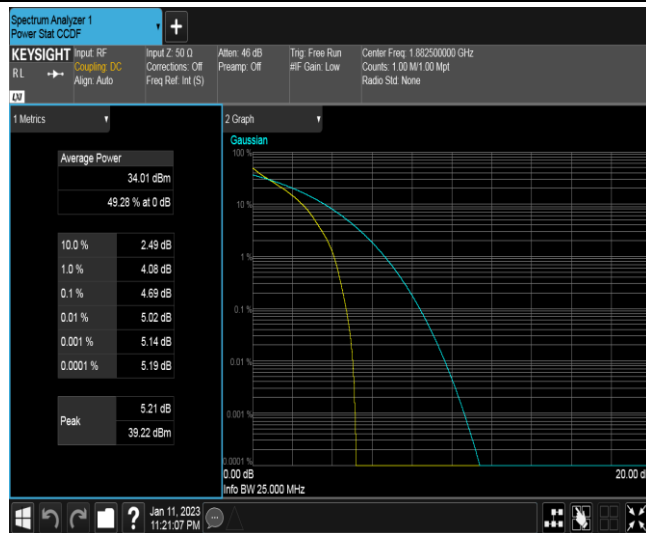 Spectrum Analyzer 1
Power Stat CCDF
+
KEYSIGHT
RL
Input: RF
Coupling: DC
Align: Auto
Input Z: 50 Ω
Corrections: Off
Freq Ref: Int (S)
Atten: 46 dB
Preamp: Off
Trig: Free Run
#IF Gain: Low
Center Freq: 1.882500000 GHz
Counts: 1.00 M/1.00 Mpt
Radio Std: None
1 Metrics
Average Power
34.01 dBm
49.28 % at 0 dB
10.0 % 2.49 dB
1.0 % 4.08 dB
0.1 % 4.69 dB
0.01 % 5.02 dB
0.001 % 5.14 dB
0.0001 % 5.19 dB
Peak
5.21 dB
39.22 dBm
2 Graph
Gaussian
100 %
10 %
1 %
0.1 %
0.01 %
0.001 %
0.0001 %
0.00 dB
20.00 d
Info BW 25.000 MHz
?
Jan 11, 2023
11:21:07 PM